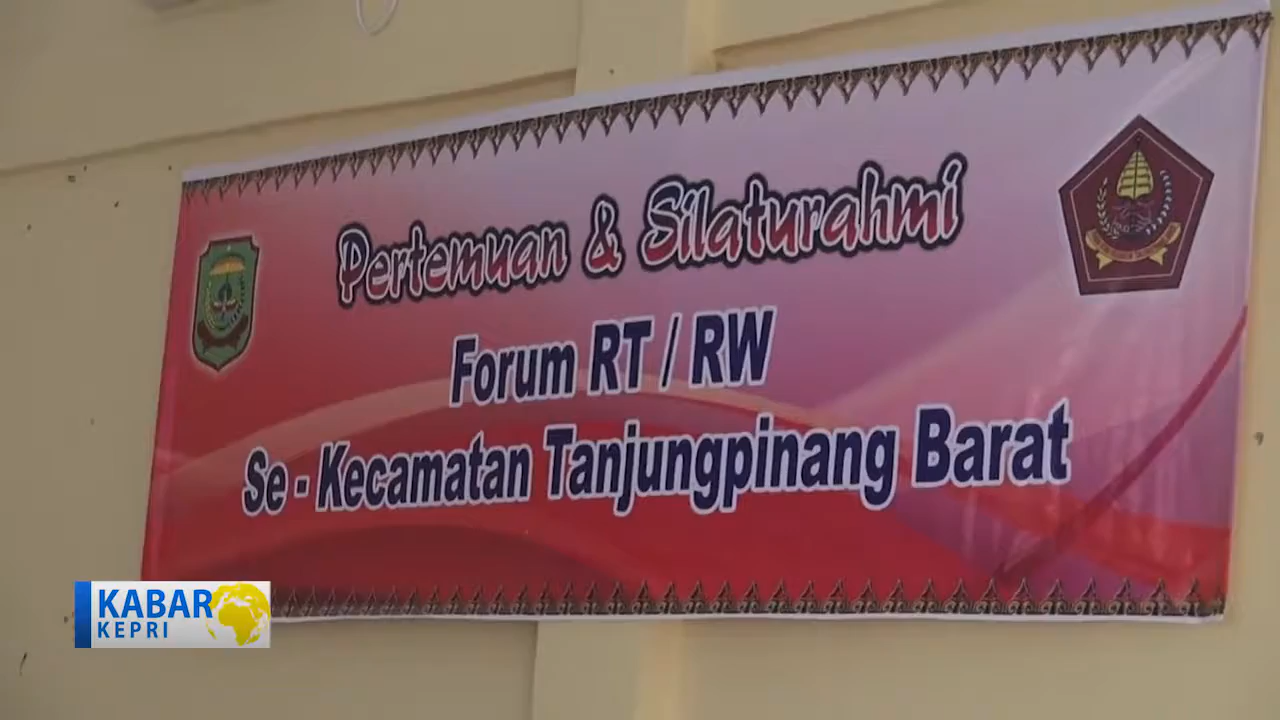 Pertemuan & Silaturahmi
Forum RT / RW
Se - Kecamatan Tanjungpinang Barat
KABAR
KEPRI